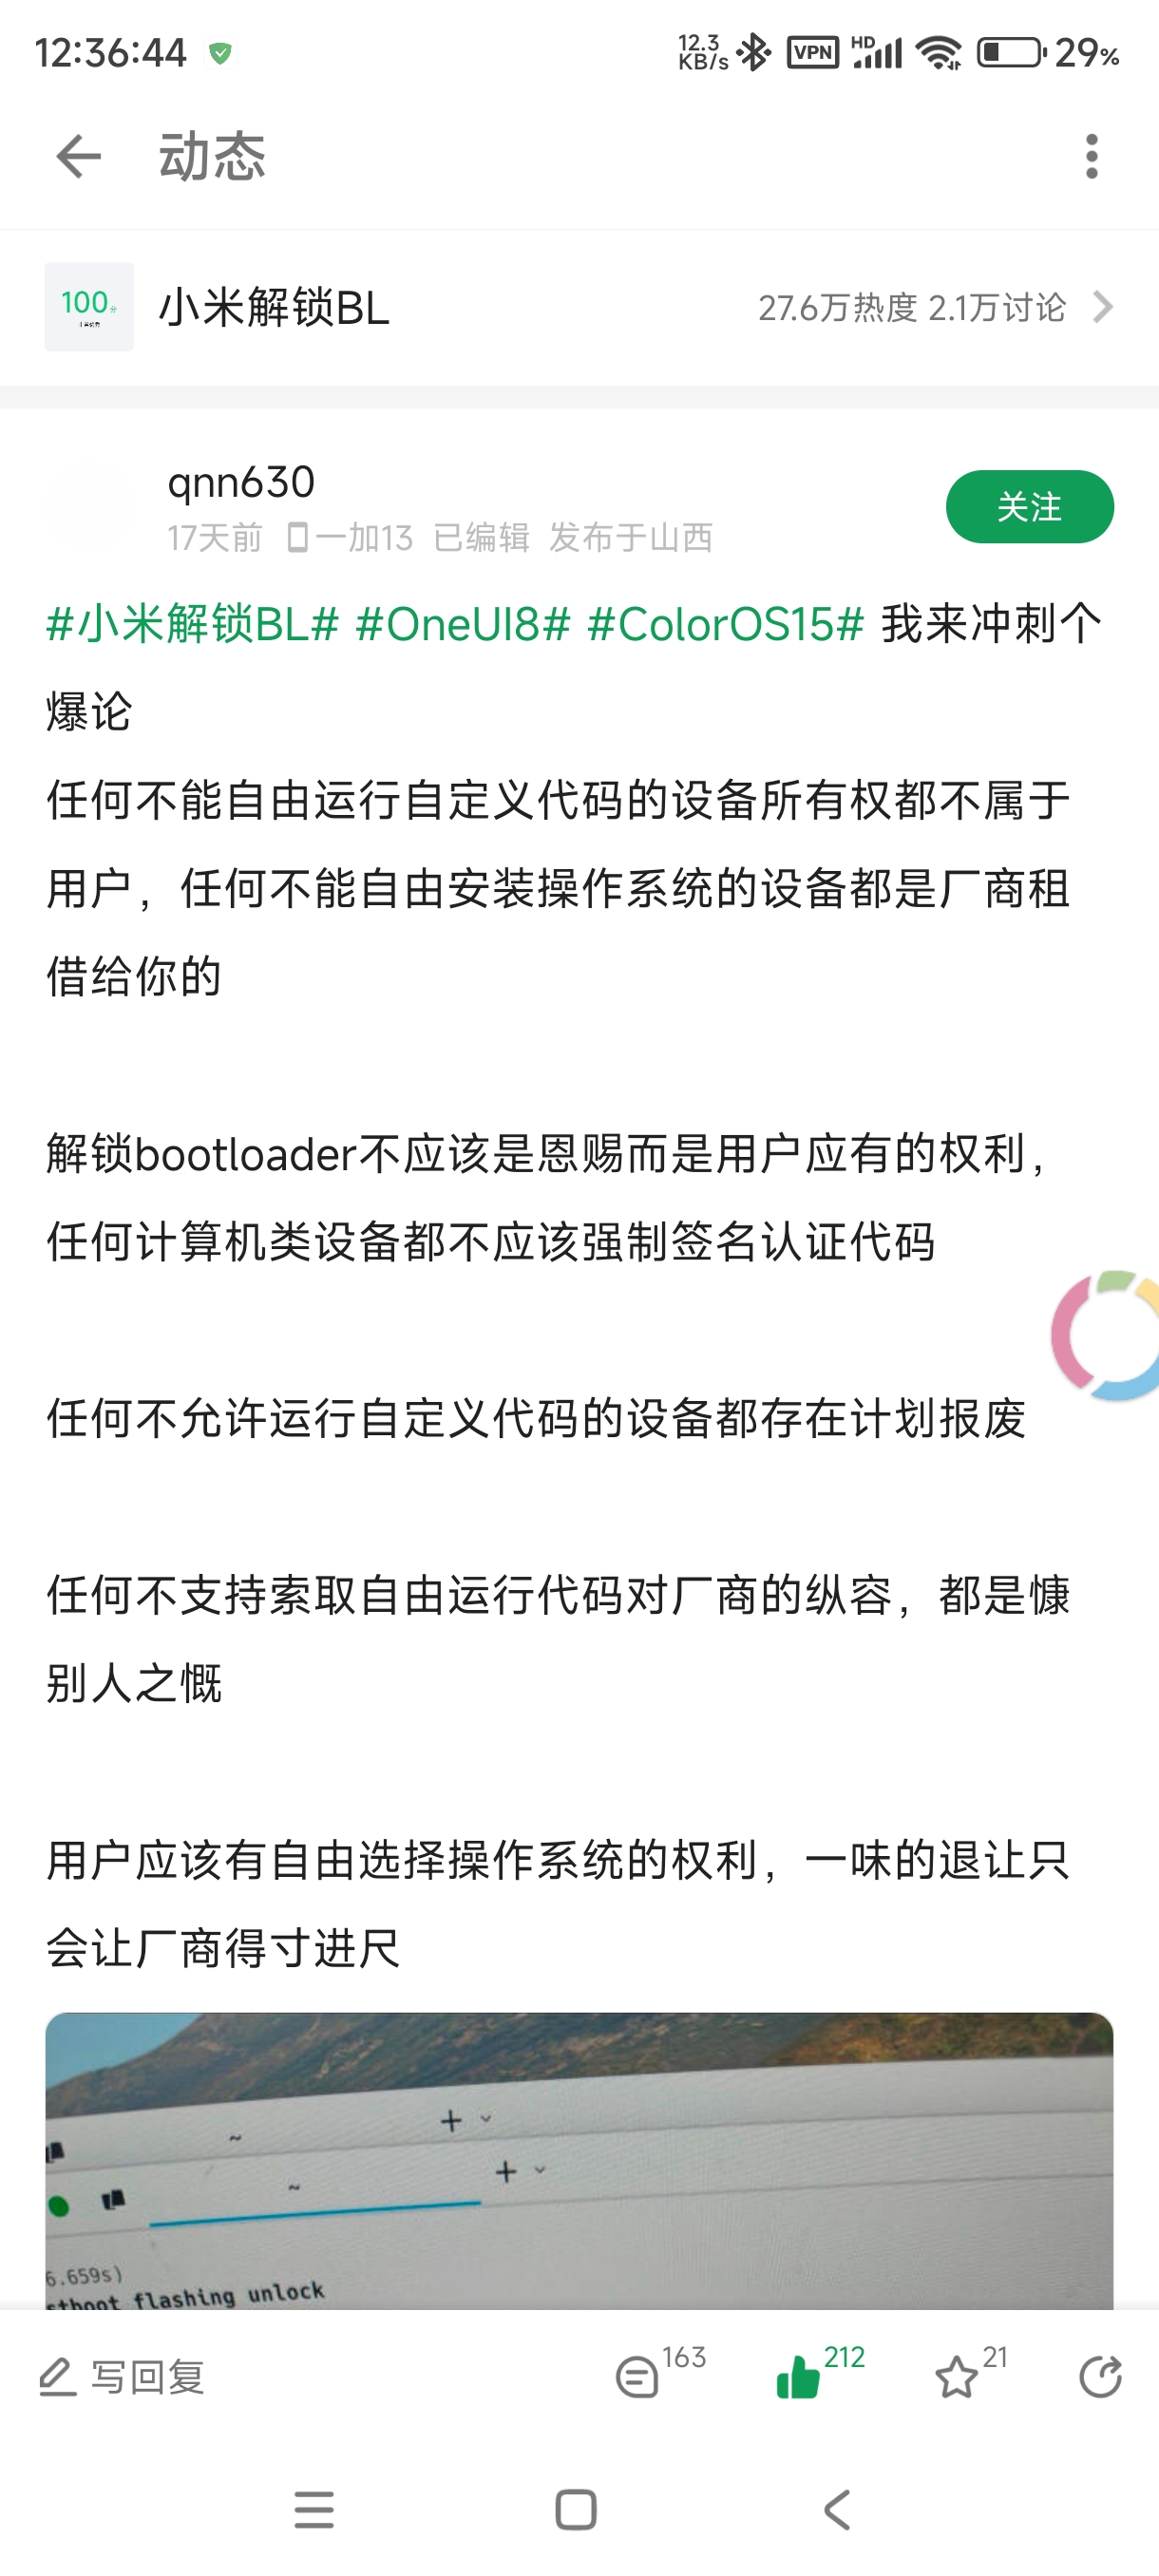 12:36:44
12.3
KB/s
VPN
HD
29%
动态
100分
小米解锁BL
27.6万热度 2.1万讨论
qnn630
17天前 一加13 已编辑 发布于山西
关注
#小米解锁BL# #OneUI8# #ColorOS15# 我来冲刺个
爆论
任何不能自由运行自定义代码的设备所有权都不属于
用户，任何不能自由安装操作系统的设备都是厂商租
借给你的
解锁bootloader不应该是恩赐而是用户应有的权利，
任何计算机类设备都不应该强制签名认证代码
任何不允许运行自定义代码的设备都存在计划报废
任何不支持索取自由运行代码对厂商的纵容，都是慷
别人之慨
用户应该有自由选择操作系统的权利，一味的退让只
会让厂商得寸进尺
~
~
6.659s)
flashing unlock
写回复
163
212
21